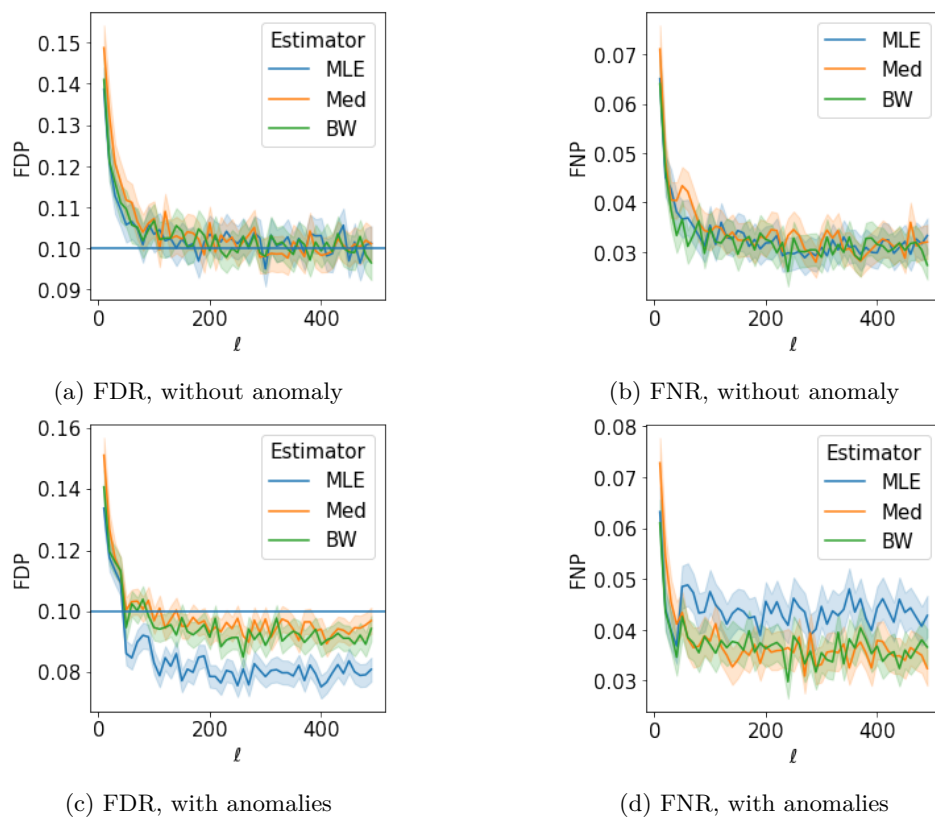 0.15
0.14
0.13
0.12
0.11
0.10
0.09
FDP
0
200
400
ℓ
Estimator
MLE
Med
BW
(a) FDR, without anomaly
0.07
0.06
0.05
0.04
0.03
FNP
0
200
400
ℓ
MLE
Med
BW
(b) FNR, without anomaly
0.16
0.14
0.12
0.10
0.08
FDP
0
200
400
ℓ
Estimator
MLE
Med
BW
(c) FDR, with anomalies
0.08
0.07
0.06
0.05
0.04
0.03
FNP
0
200
400
ℓ
Estimator
MLE
Med
BW
(d) FNR, with anomalies